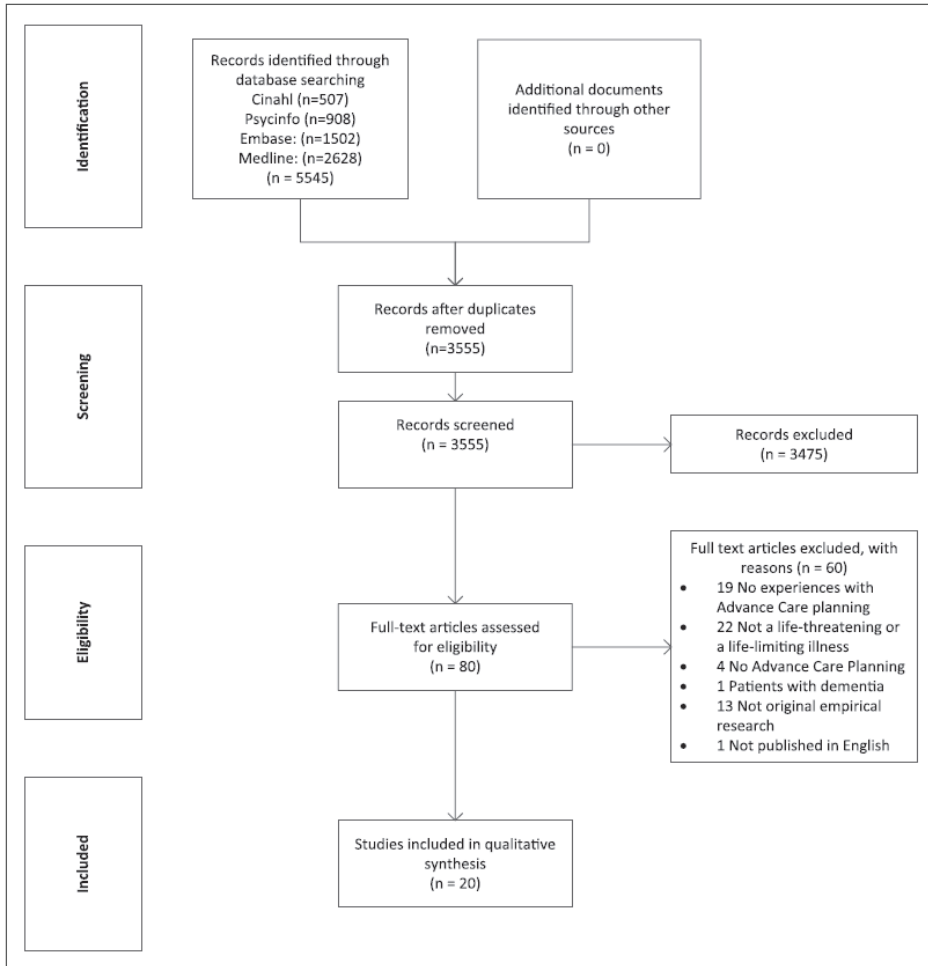 Identification
Records identified through
database searching
Cinahl (n=507)
Psycinfo (n=908)
Embase: (n=1502)
Medline: (n=2628)
(n = 5545)
Additional documents
identified through other
sources
(n = 0)
Screening
Records after duplicates
removed
(n=3555)
Records screened
(n = 3555)
Records excluded
(n = 3475)
Eligibility
Full-text articles assessed
for eligibility
(n = 80)
Full text articles excluded, with
reasons (n = 60)
• 19 No experiences with
Advance Care planning
• 22 Not a life-threatening or
a life-limiting illness
• 4 No Advance Care Planning
• 1 Patients with dementia
• 13 Not original empirical
research
• 1 Not published in English
Included
Studies included in qualitative
synthesis
(n = 20)